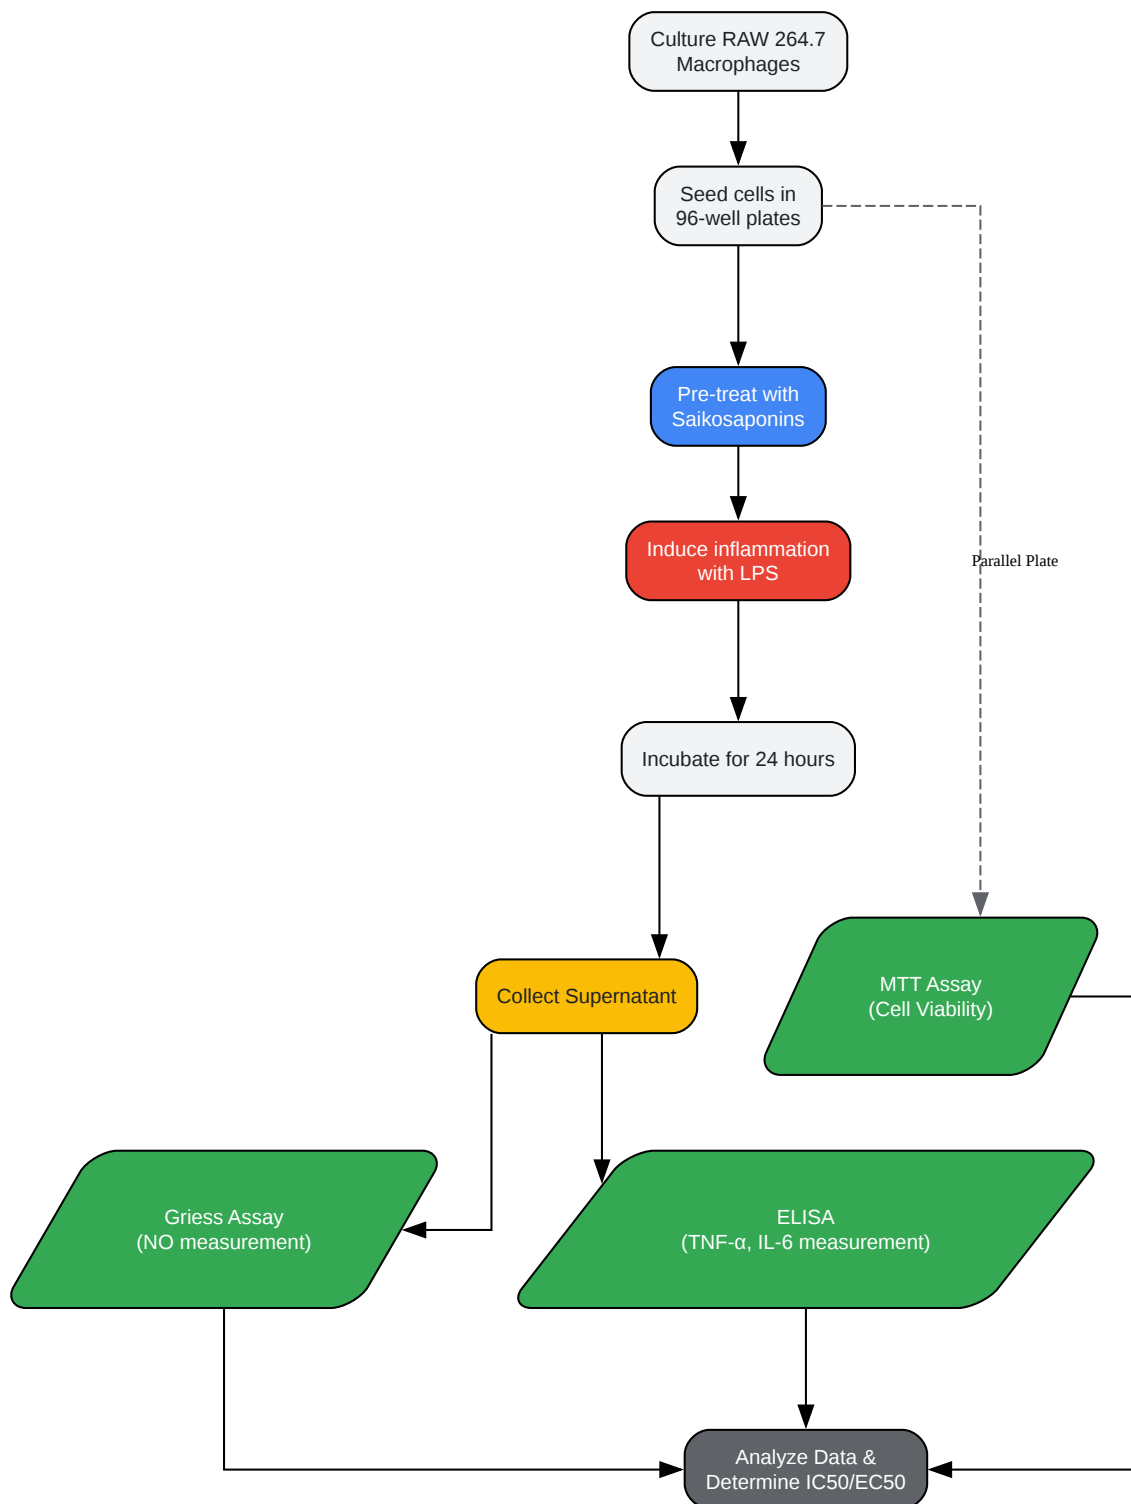 Culture RAW 264.7
Macrophages
Seed cells in
96-well plates
Pre-treat with
Saikosaponins
Induce inflammation
with LPS
Parallel Plate
Incubate for 24 hours
Collect Supernatant
MTT Assay
(Cell Viability)
Griess Assay
(NO measurement)
ELISA
(TNF-α, IL-6 measurement)
Analyze Data &
Determine IC50/EC50